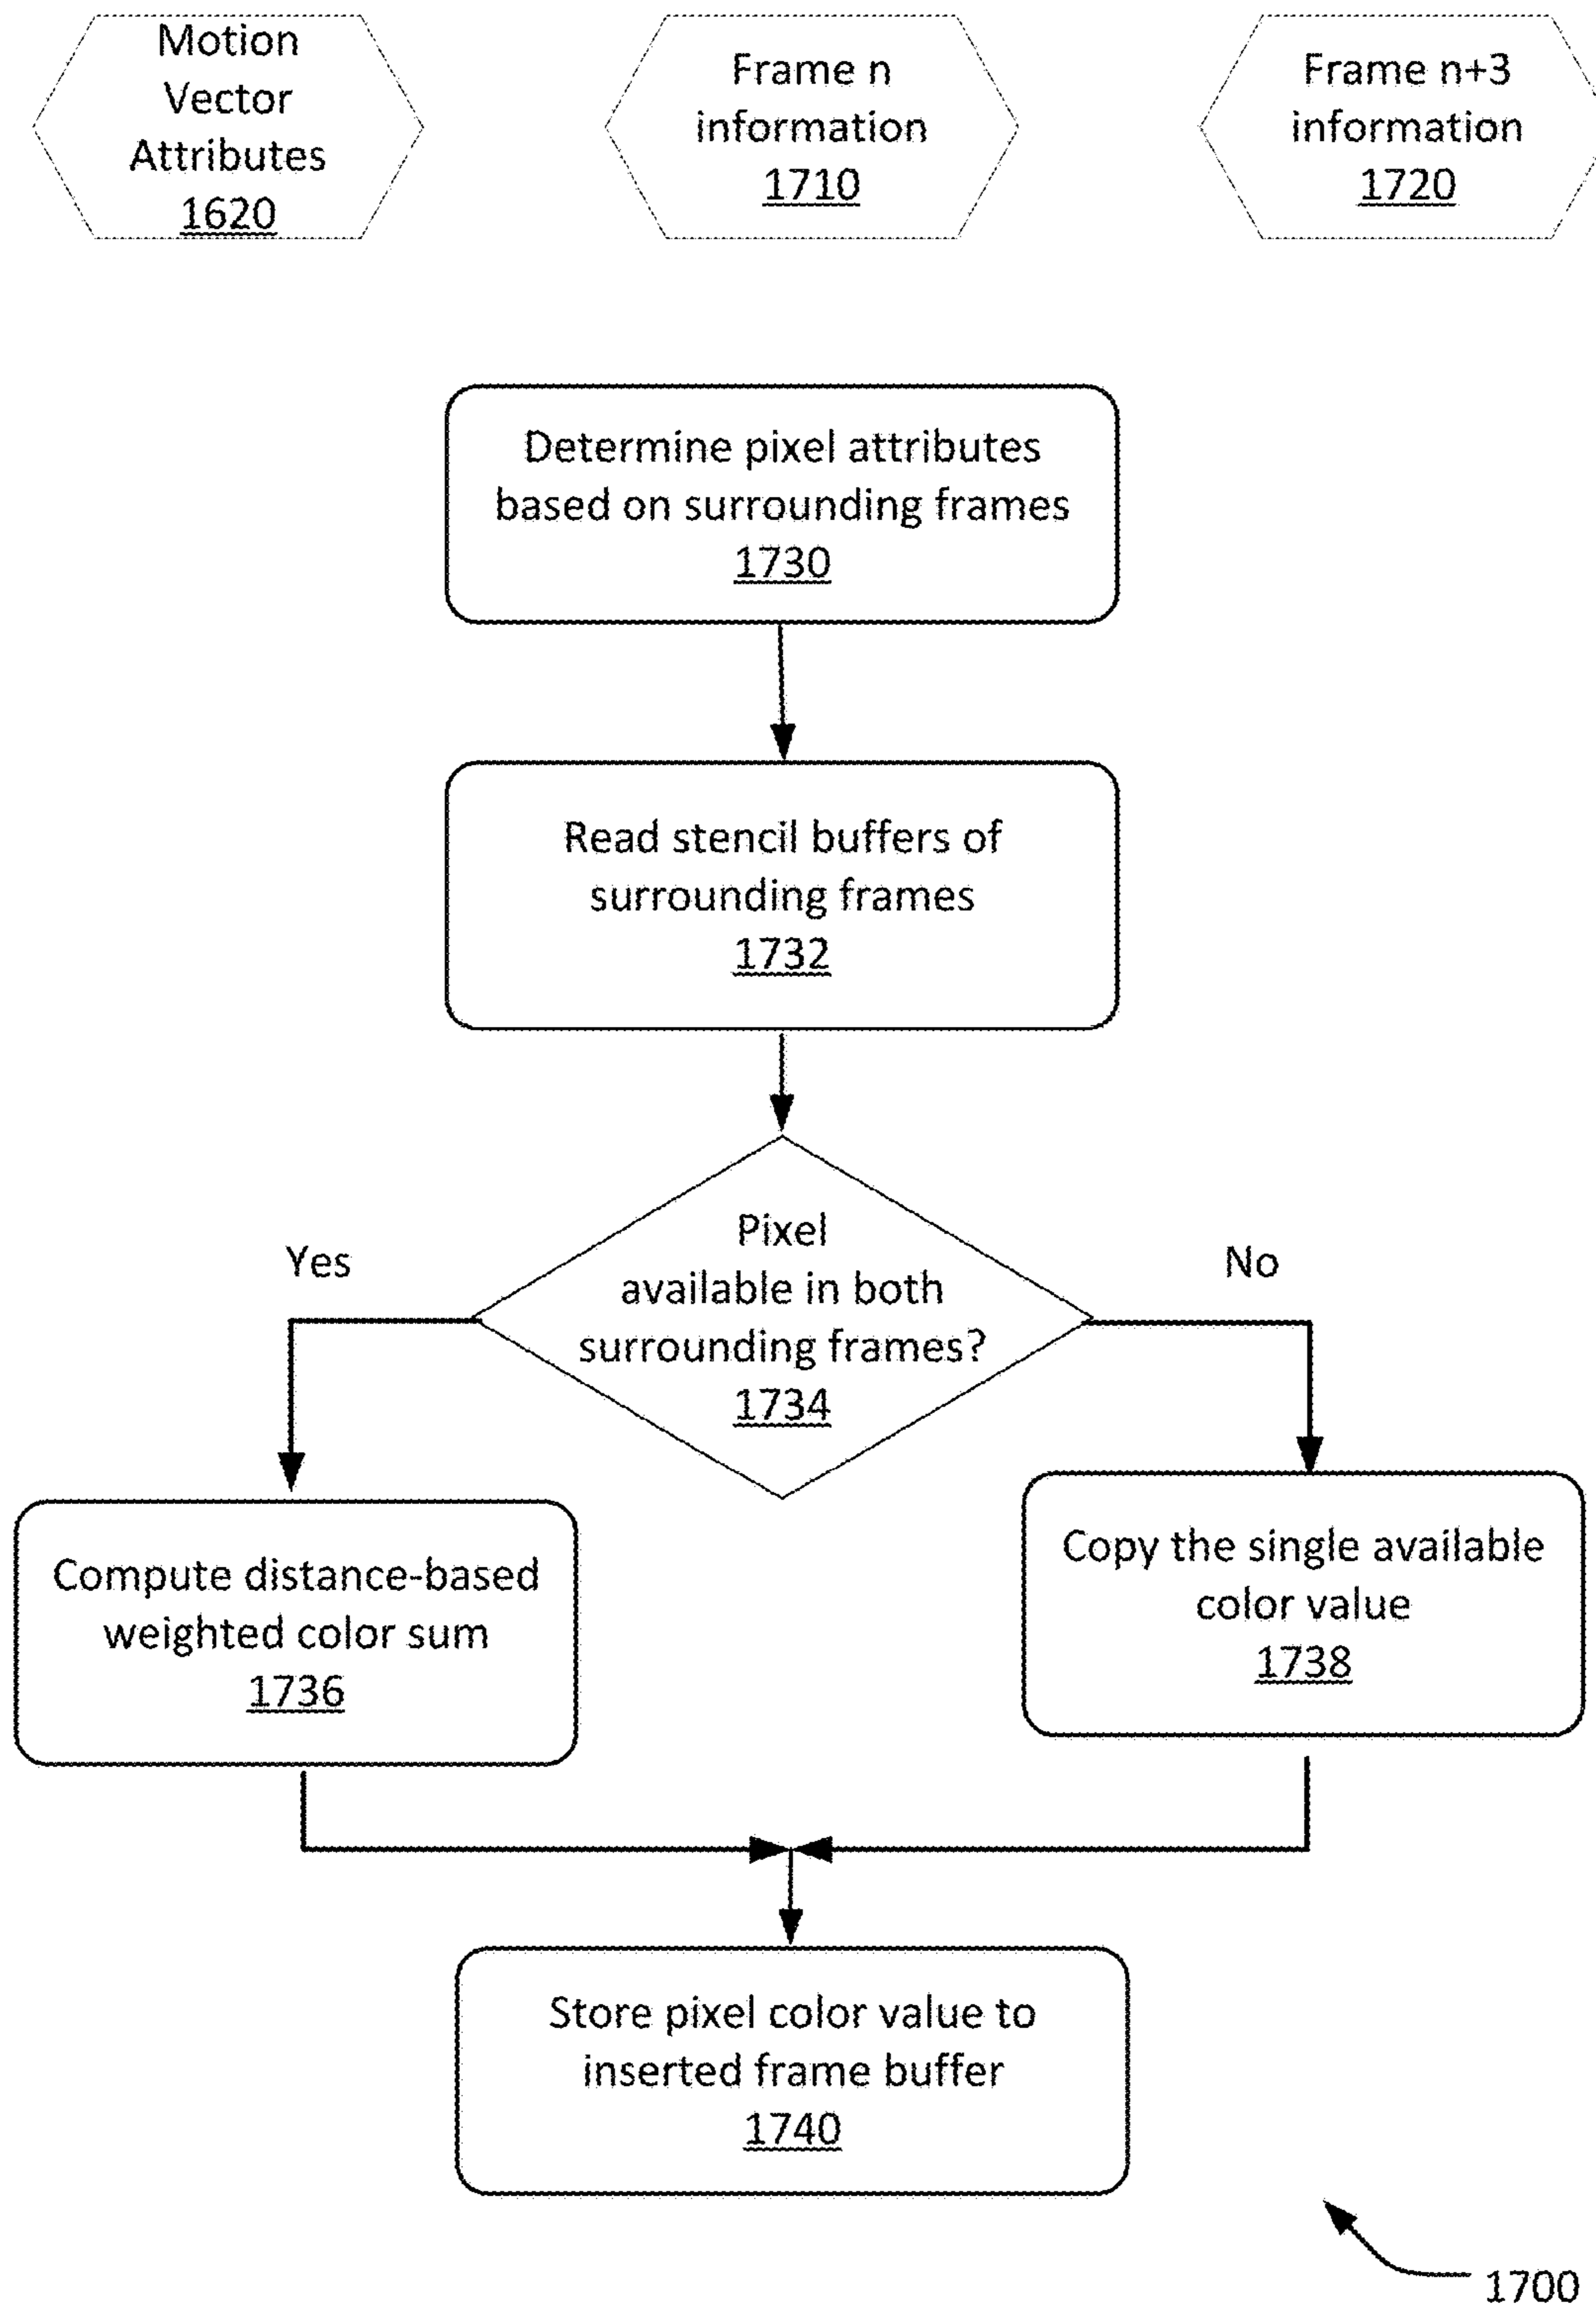 Motion
Vector
Attributes
1620
Frame n
information
1710
Frame n+3
information
1720
Determine pixel attributes
based on surrounding frames
1730
Read stencil buffers of
surrounding frames
1732
Pixel
available in both
surrounding frames?
1734
Yes
No
Compute distance-based
weighted color sum
1736
Copy the single available
color value
1738
Store pixel color value to
inserted frame buffer
1740
1700